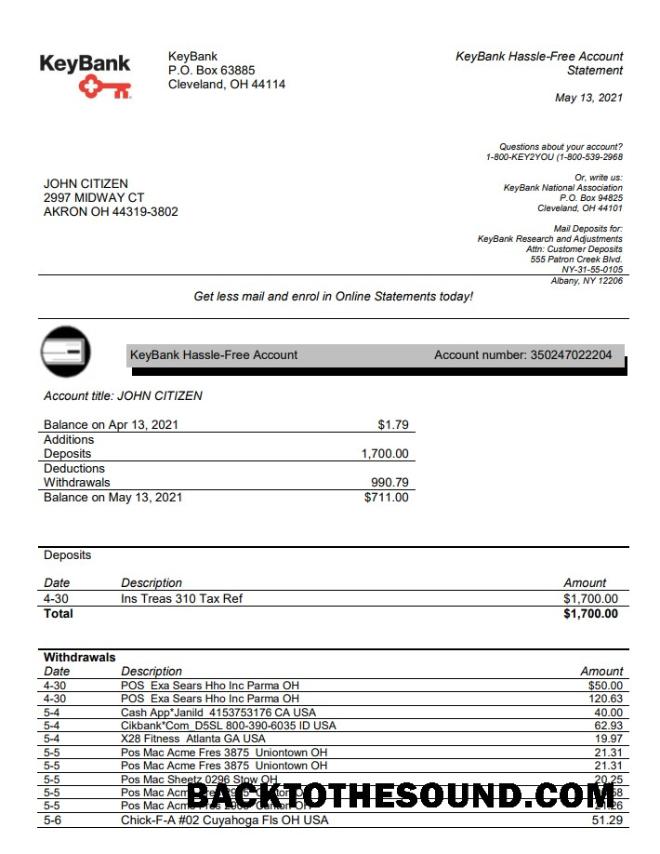 KeyBank
KeyBank
P.O. Box 63885
Cleveland, OH 44114
KeyBank Hassle-Free Account
Statement
May 13, 2021
Questions about your account?
1-800-KEY2YOU (1-800-539-2968
Or, write us:
KeyBank National Association
P.O. Box 94825
Cleveland, OH 44101
Mail Deposits for:
KeyBank Research and Adjustments
Attn: Customer Deposits
555 Patron Creek Blvd.
NY-31-55-0105
Albany, NY 12206
JOHN CITIZEN
2997 MIDWAY CT
AKRON OH 44319-3802
Get less mail and enrol in Online Statements today!
KeyBank Hassle-Free Account Account number: 350247022204
Account title: JOHN CITIZEN
Balance on Apr 13, 2021 $1.79
Additions
Deposits 1,700.00
Deductions
Withdrawals 990.79
Balance on May 13, 2021 $711.00
Deposits
Date Description Amount
4-30 Ins Treas 310 Tax Ref $1,700.00
Total $1,700.00
Withdrawals
Date Description Amount
4-30 POS Exa Sears Hho Inc Parma OH $50.00
4-30 POS Exa Sears Hho Inc Parma OH 120.63
5-4 Cash App*Janild 4153753176 CA USA 40.00
5-4 Cikbank*Com_D5SL 800-390-6035 ID USA 62.93
5-4 X28 Fitness Atlanta GA USA 19.97
5-5 Pos Mac Acme Fres 3875 Uniontown OH 21.31
5-5 Pos Mac Acme Fres 3875 Uniontown OH 21.31
5-5 Pos Mac Sheetz 0296 Stow OH 20.25
5-5 Pos Mac Canton OH
5-5 Pos Mac Canton OH
BACKTOTHESOUND.COM
5-6 Chick-F-A #02 Cuyahoga Fls OH USA 51.29